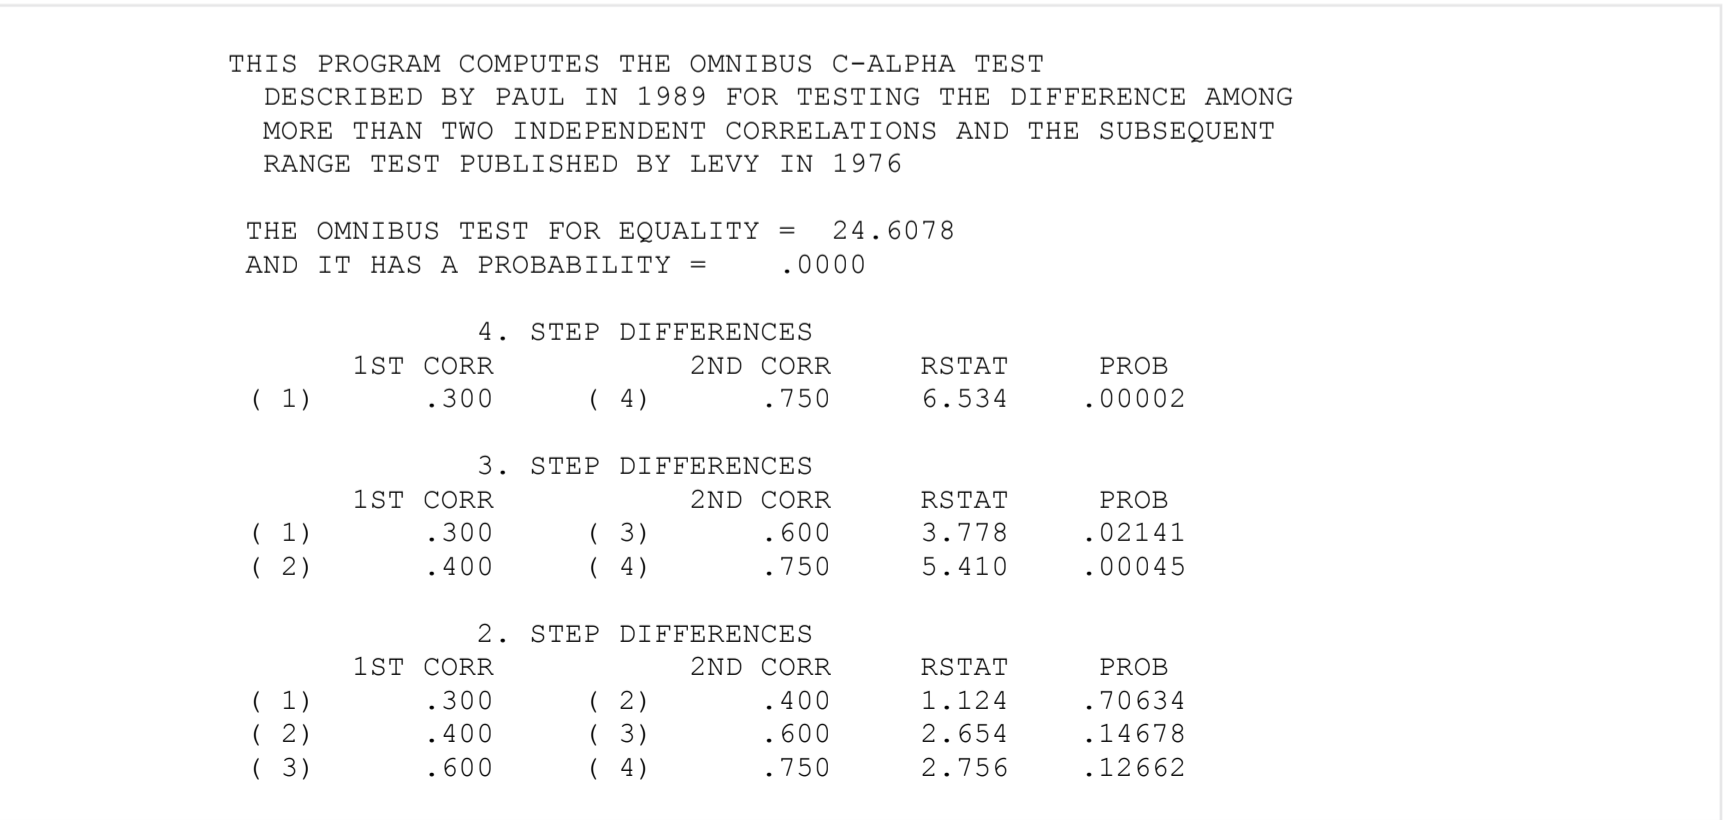 THIS PROGRAM COMPUTES THE OMNIBUS C-ALPHA TEST
DESCRIBED BY PAUL IN 1989 FOR TESTING THE DIFFERENCE AMONG
MORE THAN TWO INDEPENDENT CORRELATIONS AND THE SUBSEQUENT
RANGE TEST PUBLISHED BY LEVY IN 1976
THE OMNIBUS TEST FOR EQUALITY = 24.6078
AND IT HAS A PROBABILITY = .0000
4. STEP DIFFERENCES
1ST CORR 2ND CORR RSTAT PROB
( 1) .300 ( 4) .750 6.534 .00002
3. STEP DIFFERENCES
1ST CORR 2ND CORR RSTAT PROB
( 1) .300 ( 3) .600 3.778 .02141
( 2) .400 ( 4) .750 5.410 .00045
2. STEP DIFFERENCES
1ST CORR 2ND CORR RSTAT PROB
( 1) .300 ( 2) .400 1.124 .70634
( 2) .400 ( 3) .600 2.654 .14678
( 3) .600 ( 4) .750 2.756 .12662